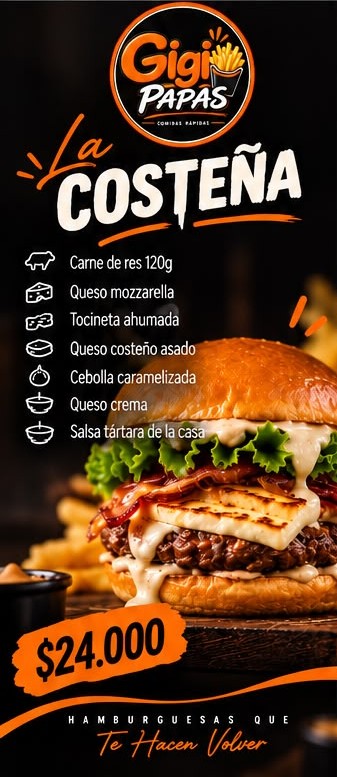 Gigi
PAPAS
COMIDAS RÁPIDAS
La
COSTEÑA
Carne de res 120g
Queso mozzarella
Tocineta ahumada
Queso costeño asado
Cebolla caramelizada
Queso crema
Salsa tártara de la casa
$24.000
HAMBURGUESAS QUE
Te Hacen Volver